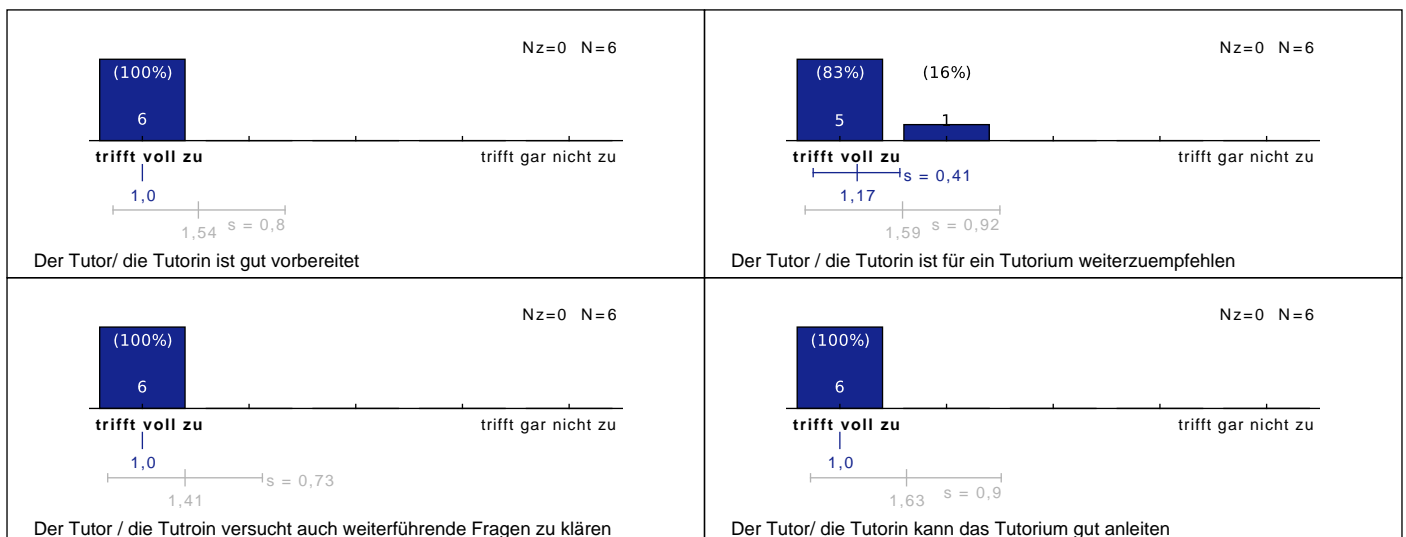 Nz=0 N=6
(100%)
6
trifft voll zu
trifft gar nicht zu
1,0
s = 0,8
1,54
Der Tutor/ die Tutorin ist gut vorbereitet
Nz=0 N=6
(83%)
(16%)
5
1
trifft voll zu
trifft gar nicht zu
s = 0,41
1,17
s = 0,92
1,59
Der Tutor / die Tutorin ist für ein Tutorium weiterzuempfehlen
Nz=0 N=6
(100%)
6
trifft voll zu
trifft gar nicht zu
1,0
s = 0,73
1,41
Der Tutor / die Tutroin versucht auch weiterführende Fragen zu klären
Nz=0 N=6
(100%)
6
trifft voll zu
trifft gar nicht zu
1,0
s = 0,9
1,63
Der Tutor/ die Tutorin kann das Tutorium gut anleiten